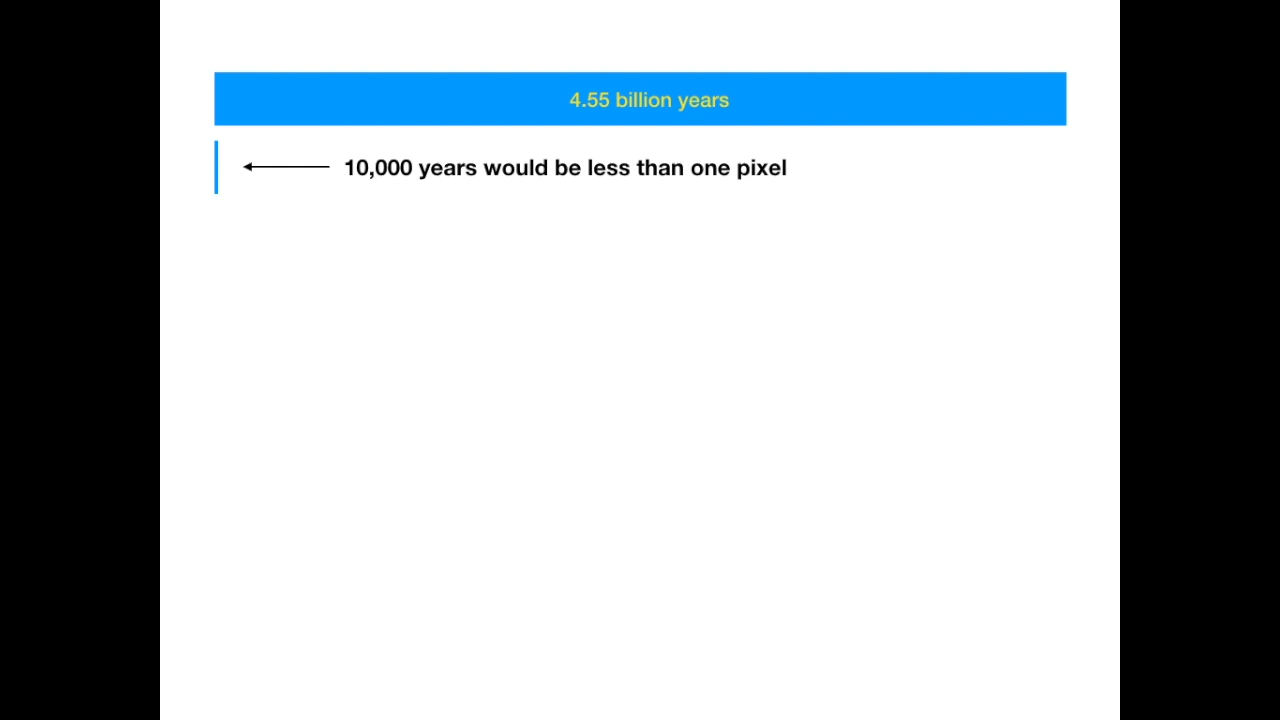 4.55 billion years
10,000 years would be less than one pixel